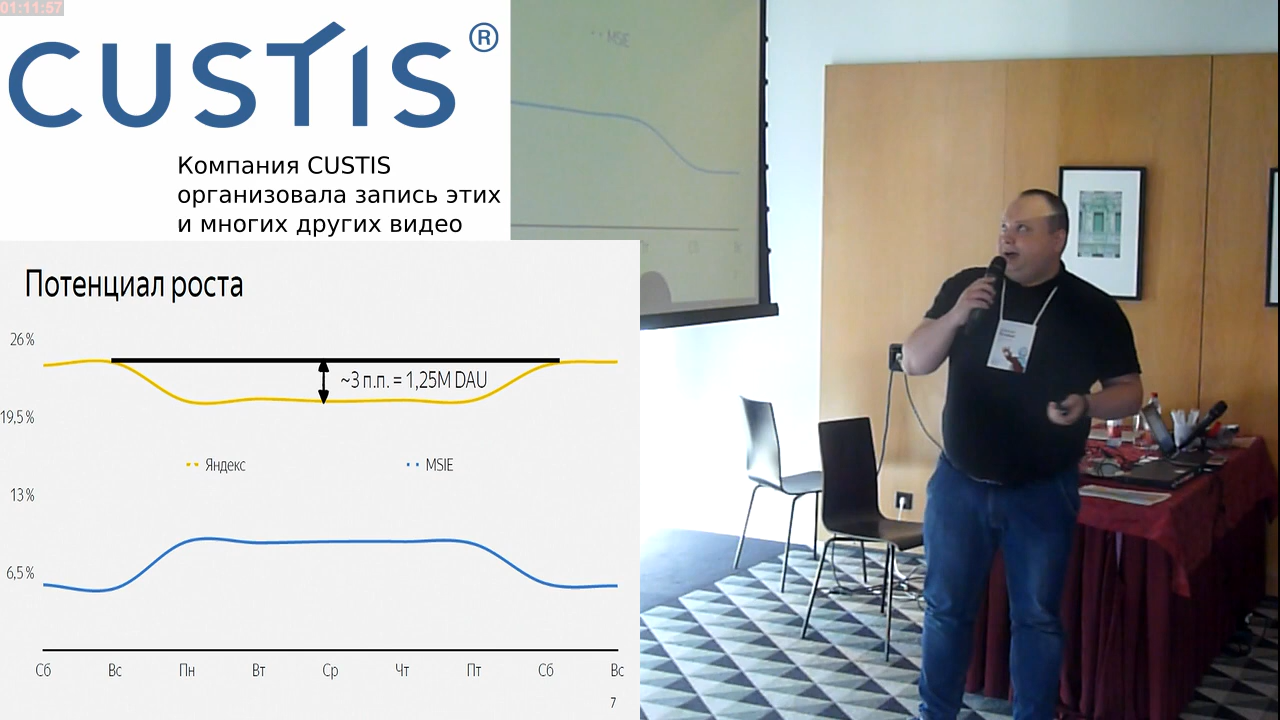 01:11:57
CUSTIS®
Компания CUSTIS
организовала запись этих
и многих других видео
MSIE
Потенциал роста
26 %
~3 п.п. = 1,25M DAU
19,5 %
Яндекс
MSIE
13 %
6,5 %
Сб Вс Пн Вт Ср Чт Пт Сб Вс
7